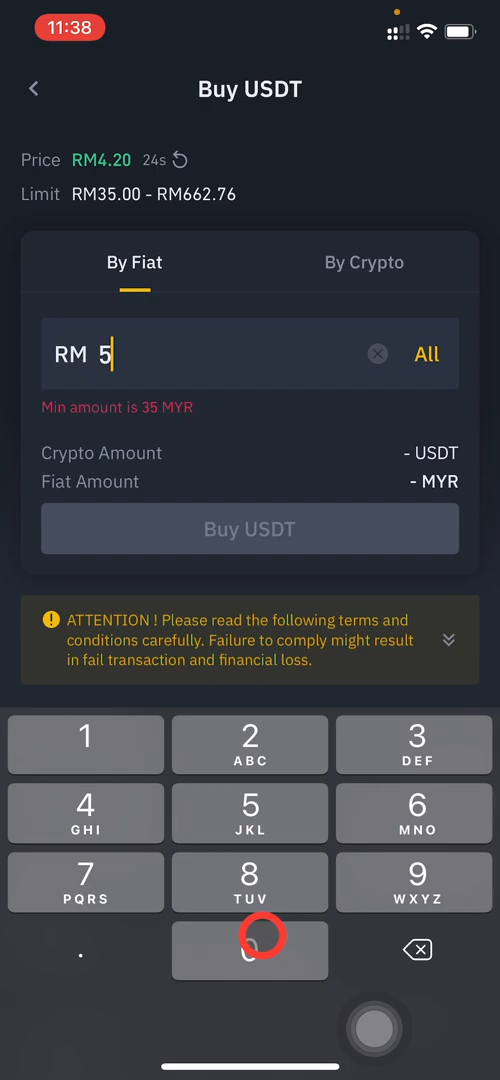 11:38
Buy USDT
Price RM4.20 24s
Limit RM35.00 - RM662.76
By Fiat By Crypto
RM 5 All
Min amount is 35 MYR
Crypto Amount - USDT
Fiat Amount - MYR
Buy USDT
ATTENTION ! Please read the following terms and
conditions carefully. Failure to comply might result
in fail transaction and financial loss.
1 2 3
ABC DEF
4 5 6
GHI JKL MNO
7 8 9
PQRS TUV WXYZ
. 0